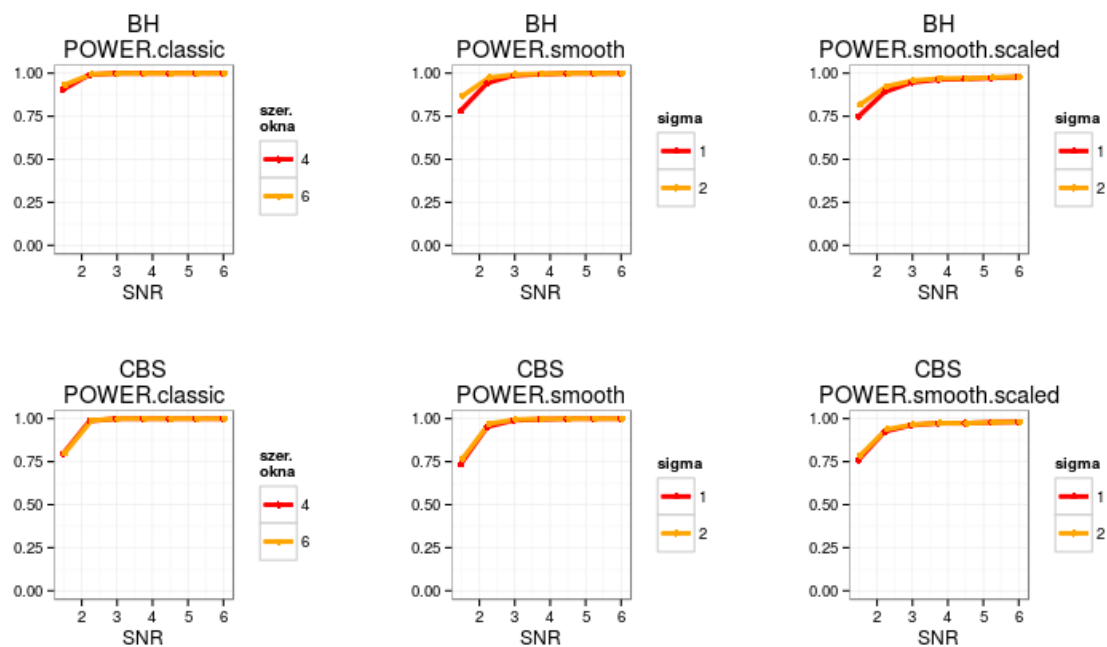 BH
POWER.classic
1.00
0.75
0.50
0.25
0.00
2 3 4 5 6
SNR
szer.
okna
4
6
BH
POWER.smooth
1.00
0.75
0.50
0.25
0.00
2 3 4 5 6
SNR
sigma
1
2
BH
POWER.smooth.scaled
1.00
0.75
0.50
0.25
0.00
2 3 4 5 6
SNR
sigma
1
2
CBS
POWER.classic
1.00
0.75
0.50
0.25
0.00
2 3 4 5 6
SNR
szer.
okna
4
6
CBS
POWER.smooth
1.00
0.75
0.50
0.25
0.00
2 3 4 5 6
SNR
sigma
1
2
CBS
POWER.smooth.scaled
1.00
0.75
0.50
0.25
0.00
2 3 4 5 6
SNR
sigma
1
2